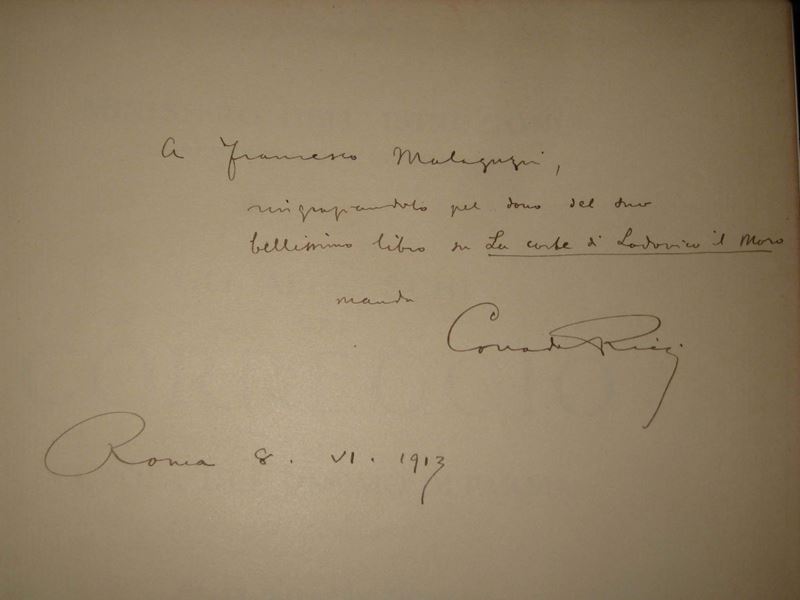 A Francesco Malaguzzi,
ringraziandolo pel dono del suo
bellissimo libro su La corte di Lodovico il Moro
manda
Corrado Ricci
Roma 8. VI. 1913